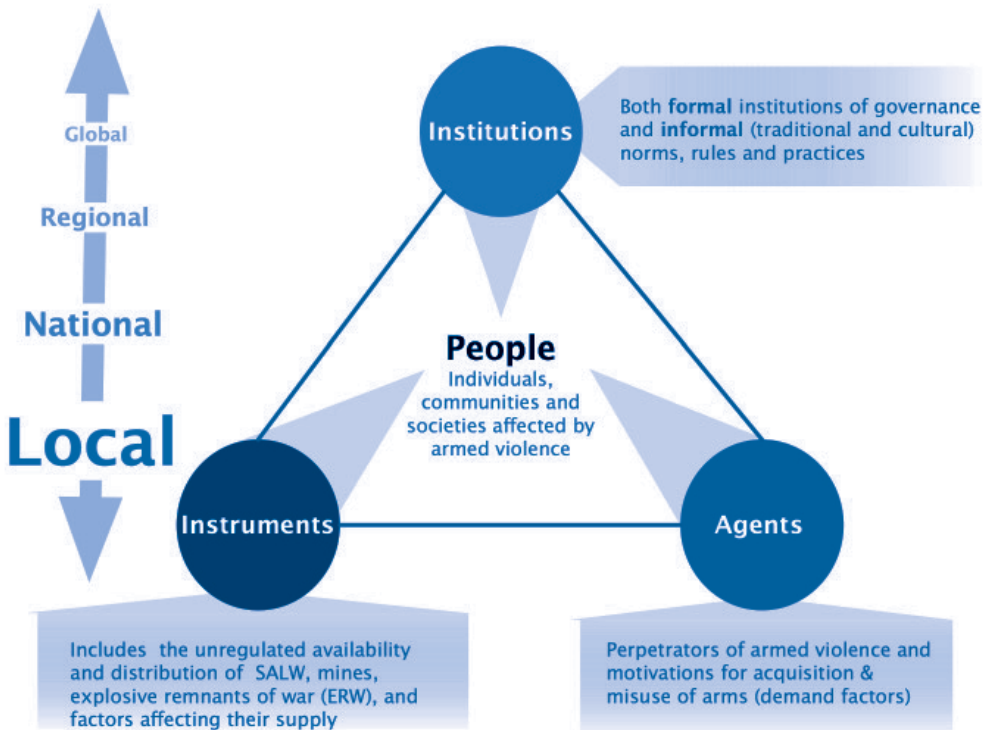 Global
Regional
National
Local
Institutions
Both formal institutions of governance
and informal (traditional and cultural)
norms, rules and practices
People
Individuals,
communities and
societies affected by
armed violence
Instruments
Agents
Includes the unregulated availability
and distribution of SALW, mines,
explosive remnants of war (ERW), and
factors affecting their supply
Perpetrators of armed violence and
motivations for acquisition &
misuse of arms (demand factors)